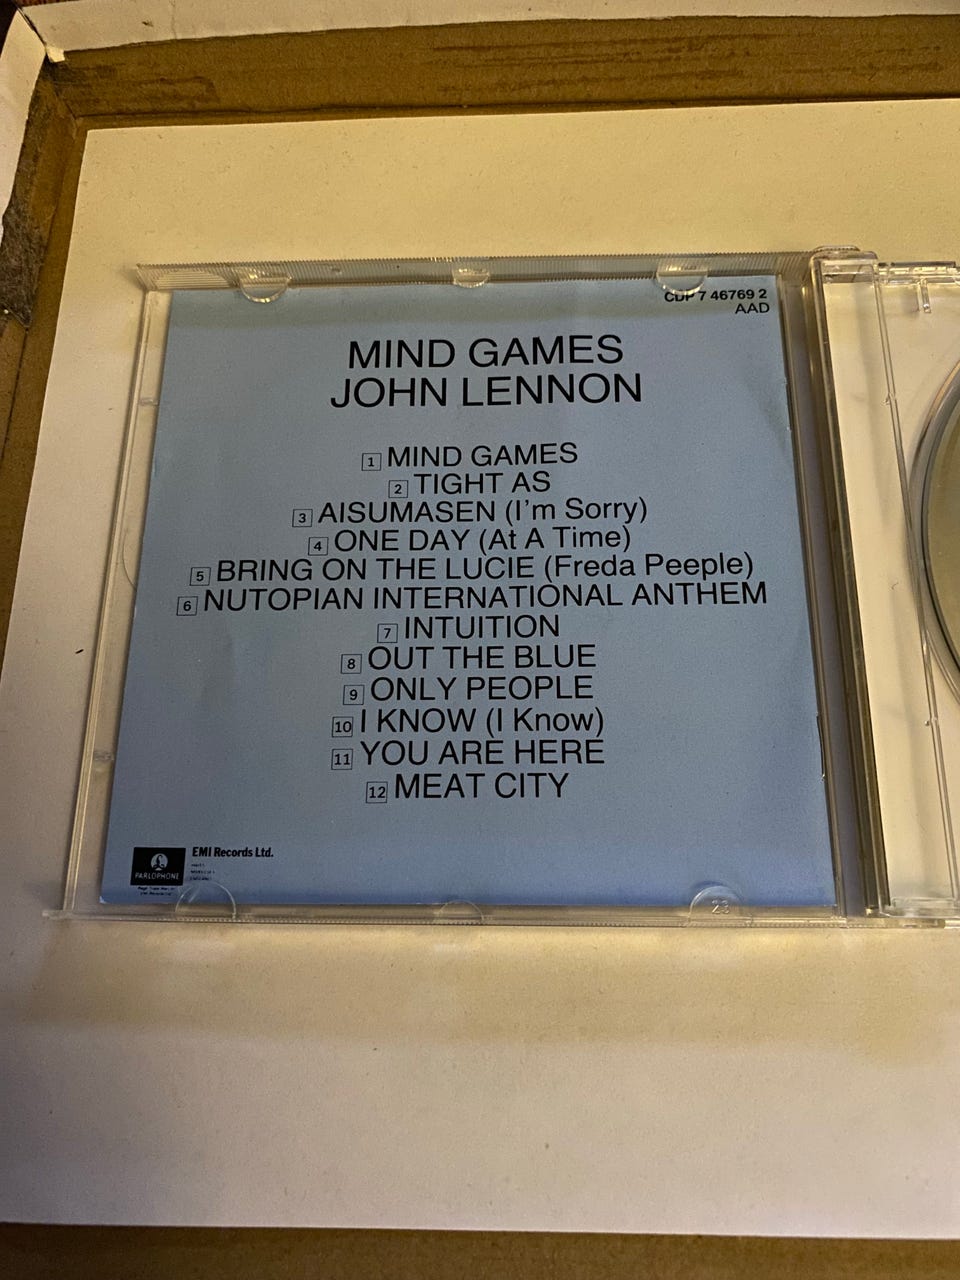 CDP 7 46769 2
AAD
MIND GAMES
JOHN LENNON
1 MIND GAMES
2 TIGHT AS
3 AISUMASEN (I'm Sorry)
4 ONE DAY (At A Time)
5 BRING ON THE LUCIE (Freda Peeple)
6 NUTOPIAN INTERNATIONAL ANTHEM
7 INTUITION
8 OUT THE BLUE
9 ONLY PEOPLE
10 I KNOW (I Know)
11 YOU ARE HERE
12 MEAT CITY
EMI Records Ltd.
PARLOPHONE
23